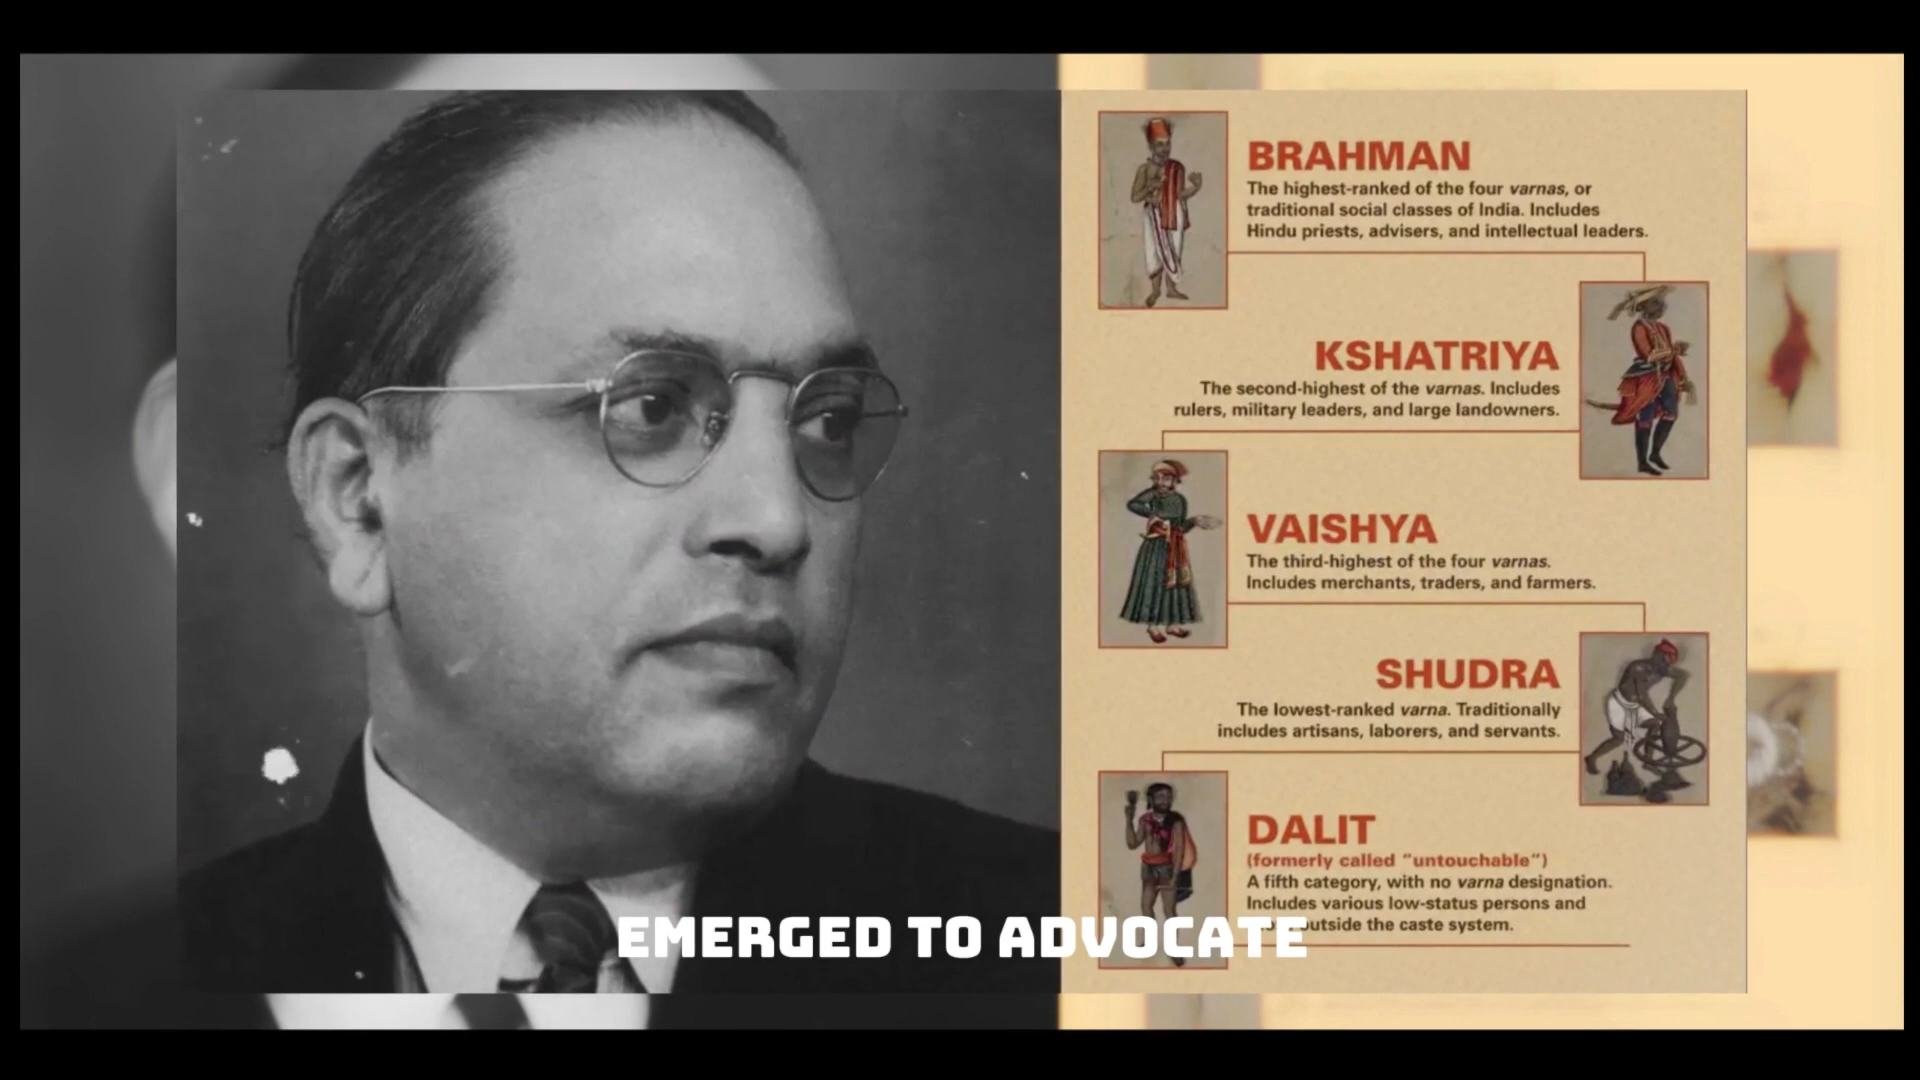 BRAHMAN
The highest-ranked of the four varnas, or
traditional social classes of India. Includes
Hindu priests, advisers, and intellectual leaders.
KSHATRIYA
The second-highest of the varnas. Includes
rulers, military leaders, and large landowners.
VAISHYA
The third-highest of the four varnas.
Includes merchants, traders, and farmers.
SHUDRA
The lowest-ranked varna. Traditionally
includes artisans, laborers, and servants.
DALIT
(formerly called "untouchable")
A fifth category, with no varna designation.
Includes various low-status persons and
outside the caste system.
EMERGED TO ADVOCATE